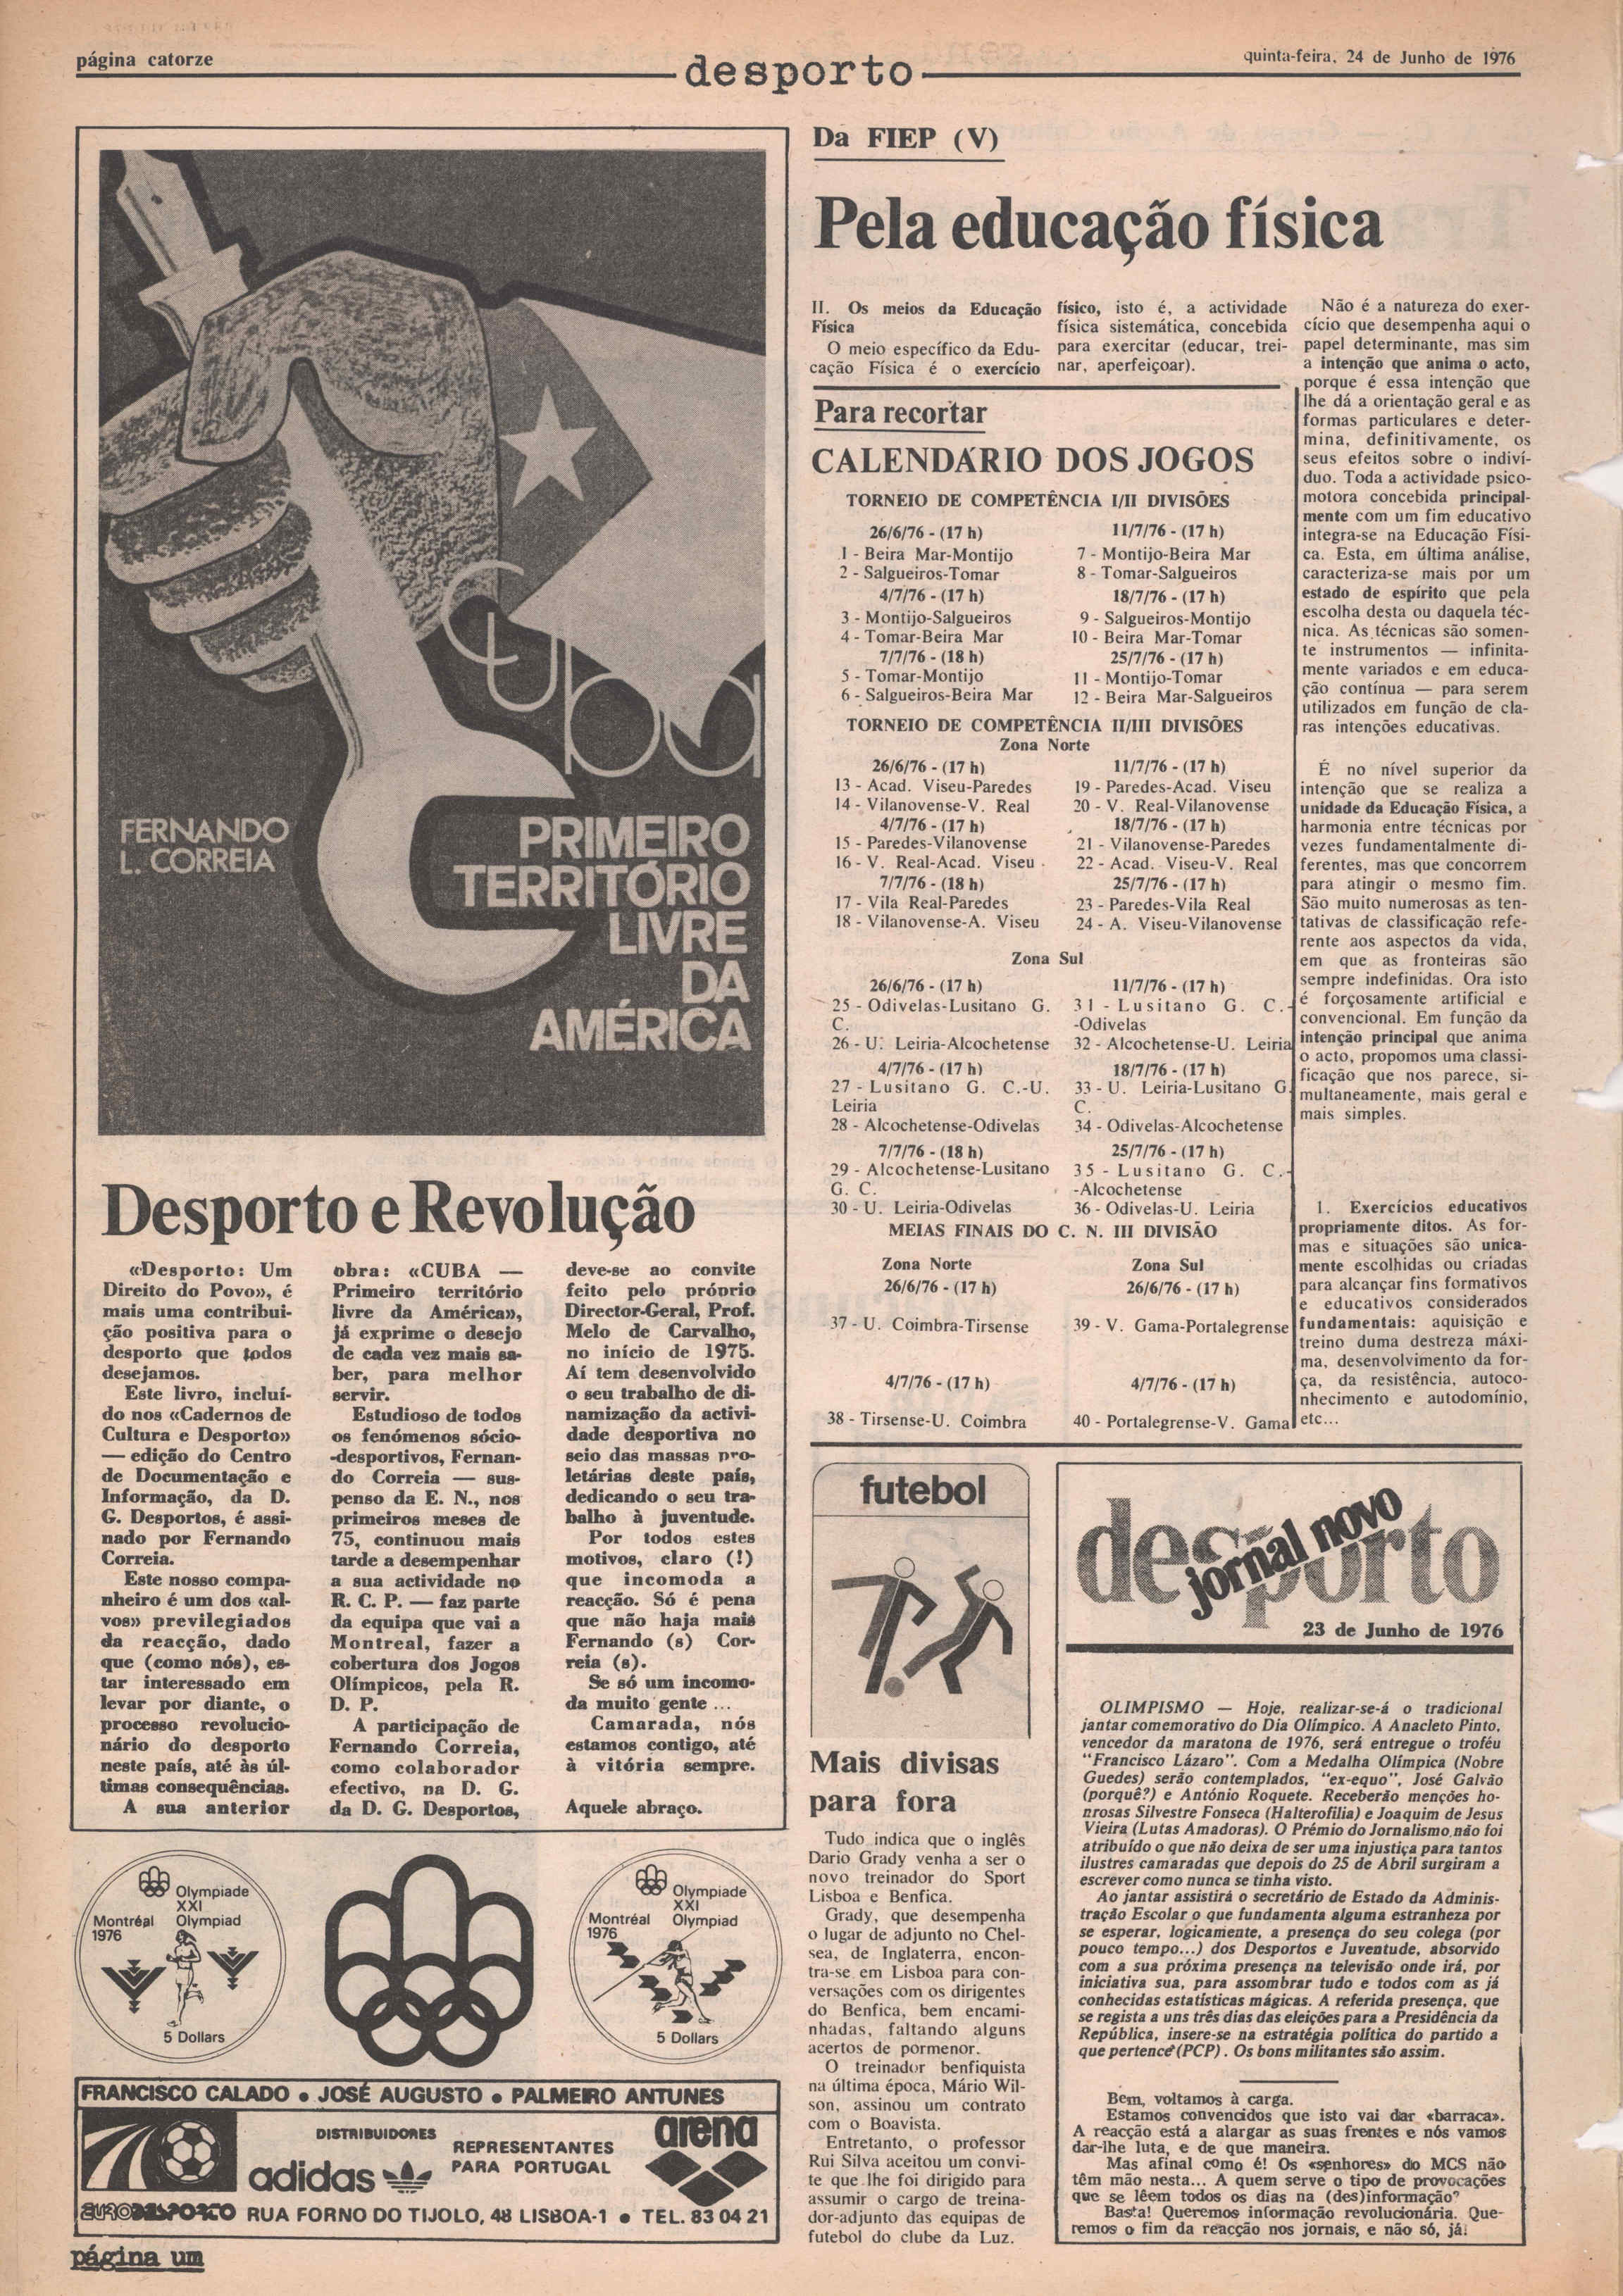 página catorze
desporto
quinta-feira, 24 de Junho de 1976
Cuba
FERNANDO
L. CORREIA
PRIMEIRO
TERRITÓRIO
LIVRE
DA
AMÉRICA
Desporto e Revolução
«Desporto: Um
Direito do Povo», é
mais uma contribui-
ção positiva para o
desporto que todos
desejamos.
Este livro, incluí-
do nos «Cadernos de
Cultura e Desporto»
— edição do Centro
de Documentação e
Informação, da D.
G. Desportos, é assi-
nado por Fernando
Correia.
Este nosso compa-
nheiro é um dos «al-
vos» previlegiados
da reacção, dado
que (como nós), es-
tar interessado em
levar por diante, o
processo revolucio-
nário do desporto
neste país, até às úl-
timas consequências.
A sua anterior
obra: «CUBA —
Primeiro território
livre da América»,
já exprime o desejo
de cada vez mais sa-
ber, para melhor
servir.
Estudioso de todos
os fenómenos sócio-
-desportivos, Fernan-
do Correia — sus-
penso da E. N., nos
primeiros meses de
75, continuou mais
tarde a desempenhar
a sua actividade no
R. C. P. — faz parte
da equipa que vai a
Montreal, fazer a
cobertura dos Jogos
Olímpicos, pela R.
D. P.
A participação de
Fernando Correia,
como colaborador
efectivo, na D. G.
da D. G. Desportos,
deve-se ao convite
feito pelo próprio
Director-Geral, Prof.
Melo de Carvalho,
no início de 1975.
Aí tem desenvolvido
o seu trabalho de di-
namização da activi-
dade desportiva no
seio das massas pro-
letárias deste país,
dedicando o seu tra-
balho à juventude.
Por todos estes
motivos, claro (!)
que incomoda a
reacção. Só é pena
que não haja mais
Fernando (s) Cor-
reia (s).
Se só um incomo-
da muito gente ...
Camarada, nós
estamos contigo, até
à vitória sempre.
Aquele abraço.
Olympiade
XXI
Montréal Olympiad
1976
5 Dollars
Olympiade
XXI
Montréal Olympiad
1976
5 Dollars
FRANCISCO CALADO • JOSÉ AUGUSTO • PALMEIRO ANTUNES
DISTRIBUIDORES
adidas
REPRESENTANTES
PARA PORTUGAL
arena
EURODESPORTO RUA FORNO DO TIJOLO, 48 LISBOA-1 • TEL. 83 04 21
página um
Da FIEP (V)
Pela educação física
II. Os meios da Educação
Física
O meio específico da Edu-
cação Física é o exercício
físico, isto é, a actividade
física sistemática, concebida
para exercitar (educar, trei-
nar, aperfeiçoar).
Não é a natureza do exer-
cício que desempenha aqui o
papel determinante, mas sim
a intenção que anima o acto,
porque é essa intenção que
lhe dá a orientação geral e as
formas particulares e deter-
mina, definitivamente, os
seus efeitos sobre o indiví-
duo. Toda a actividade psico-
motora concebida principal-
mente com um fim educativo
integra-se na Educação Físi-
ca. Esta, em última análise,
caracteriza-se mais por um
estado de espírito que pela
escolha desta ou daquela téc-
nica. As técnicas são somen-
te instrumentos — infinita-
mente variados e em educa-
ção contínua — para serem
utilizados em função de cla-
ras intenções educativas.
É no nível superior da
intenção que se realiza a
unidade da Educação Física, a
harmonia entre técnicas por
vezes fundamentalmente di-
ferentes, mas que concorrem
para atingir o mesmo fim.
São muito numerosas as ten-
tativas de classificação refe-
rente aos aspectos da vida,
em que as fronteiras são
sempre indefinidas. Ora isto
é forçosamente artificial e
convencional. Em função da
intenção principal que anima
o acto, propomos uma classi-
ficação que nos parece, si-
multaneamente, mais geral e
mais simples.
1. Exercícios educativos
propriamente ditos. As for-
mas e situações são unica-
mente escolhidas ou criadas
para alcançar fins formativos
e educativos considerados
fundamentais: aquisição e
treino duma destreza máxi-
ma, desenvolvimento da for-
ça, da resistência, autoco-
nhecimento e autodomínio,
etc...
Para recortar
CALENDÁRIO DOS JOGOS
TORNEIO DE COMPETÊNCIA I/II DIVISÕES
26/6/76 - (17 h)
1 - Beira Mar-Montijo
2 - Salgueiros-Tomar
4/7/76 - (17 h)
3 - Montijo-Salgueiros
4 - Tomar-Beira Mar
7/7/76 - (18 h)
5 - Tomar-Montijo
6 - Salgueiros-Beira Mar
11/7/76 - (17 h)
7 - Montijo-Beira Mar
8 - Tomar-Salgueiros
18/7/76 - (17 h)
9 - Salgueiros-Montijo
10 - Beira Mar-Tomar
25/7/76 - (17 h)
11 - Montijo-Tomar
12 - Beira Mar-Salgueiros
TORNEIO DE COMPETÊNCIA II/III DIVISÕES
Zona Norte
26/6/76 - (17 h)
13 - Acad. Viseu-Paredes
14 - Vilanovense-V. Real
4/7/76 - (17 h)
15 - Paredes-Vilanovense
16 - V. Real-Acad. Viseu
7/7/76 - (18 h)
17 - Vila Real-Paredes
18 - Vilanovense-A. Viseu
11/7/76 - (17 h)
19 - Paredes-Acad. Viseu
20 - V. Real-Vilanovense
18/7/76 - (17 h)
21 - Vilanovense-Paredes
22 - Acad. Viseu-V. Real
25/7/76 - (17 h)
23 - Paredes-Vila Real
24 - A. Viseu-Vilanovense
Zona Sul
26/6/76 - (17 h)
25 - Odivelas-Lusitano G.
C.
26 - U. Leiria-Alcochetense
4/7/76 - (17 h)
27 - Lusitano G. C.-U.
Leiria
28 - Alcochetense-Odivelas
7/7/76 - (18 h)
29 - Alcochetense-Lusitano
G. C.
30 - U. Leiria-Odivelas
11/7/76 - (17 h)
31 - Lusitano G. C.-
-Odivelas
32 - Alcochetense-U. Leiria
18/7/76 - (17 h)
33 - U. Leiria-Lusitano G.
C.
34 - Odivelas-Alcochetense
25/7/76 - (17 h)
35 - Lusitano G. C.-
-Alcochetense
36 - Odivelas-U. Leiria
MEIAS FINAIS DO C. N. III DIVISÃO
Zona Norte
26/6/76 - (17 h)
37 - U. Coimbra-Tirsense
4/7/76 - (17 h)
38 - Tirsense-U. Coimbra
Zona Sul
26/6/76 - (17 h)
39 - V. Gama-Portalegrense
4/7/76 - (17 h)
40 - Portalegrense-V. Gama
futebol
Mais divisas
para fora
Tudo indica que o inglês
Dario Grady venha a ser o
novo treinador do Sport
Lisboa e Benfica.
Grady, que desempenha
o lugar de adjunto no Chel-
sea, de Inglaterra, encon-
tra-se em Lisboa para con-
versações com os dirigentes
do Benfica, bem encami-
nhadas, faltando alguns
acertos de pormenor.
O treinador benfiquista
na última época, Mário Wil-
son, assinou um contrato
com o Boavista.
Entretanto, o professor
Rui Silva aceitou um convi-
te que lhe foi dirigido para
assumir o cargo de treina-
dor-adjunto das equipas de
futebol do clube da Luz.
desporto
jornal novo
23 de Junho de 1976
OLIMPISMO — Hoje, realizar-se-á o tradicional
jantar comemorativo do Dia Olímpico. A Anacleto Pinto,
vencedor da maratona de 1976, será entregue o troféu
"Francisco Lázaro". Com a Medalha Olímpica (Nobre
Guedes) serão contemplados, "ex-equo", José Galvão
(porquê?) e António Roquete. Receberão menções ho-
nrosas Silvestre Fonseca (Halterofilia) e Joaquim de Jesus
Vieira (Lutas Amadoras). O Prémio do Jornalismo não foi
atribuído o que não deixa de ser uma injustiça para tantos
ilustres camaradas que depois do 25 de Abril surgiram a
escrever como nunca se tinha visto.
Ao jantar assistirá o secretário de Estado da Adminis-
tração Escolar o que fundamenta alguma estranheza por
se esperar, logicamente, a presença do seu colega (por
pouco tempo...) dos Desportos e Juventude, absorvido
com a sua próxima presença na televisão onde irá, por
iniciativa sua, para assombrar tudo e todos com as já
conhecidas estatísticas mágicas. A referida presença, que
se regista a uns três dias das eleições para a Presidência da
República, insere-se na estratégia política do partido a
que pertence (PCP). Os bons militantes são assim.
Bem, voltamos à carga.
Estamos convencidos que isto vai dar «barraca».
A reacção está a alargar as suas frentes e nós vamos
dar-lhe luta, e de que maneira.
Mas afinal como é! Os «senhores» do MCS não
têm mão nesta... A quem serve o tipo de provocações
que se lêem todos os dias na (des)informação?
Basta! Queremos informação revolucionária. Que-
remos o fim da reacção nos jornais, e não só, já!